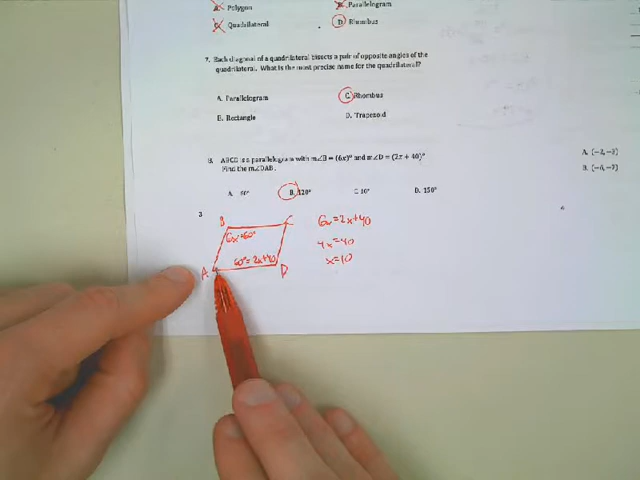 A. Polygon
B. Parallelogram
C. Quadrilateral
D. Rhombus
7. Each diagonal of a quadrilateral bisects a pair of opposite angles of the
quadrilateral. What is the most precise name for the quadrilateral?
A. Parallelogram
C. Rhombus
B. Rectangle
D. Trapezoid
8. ABCD is a parallelogram with m∠B = (6x)° and m∠D = (2x + 40)°
Find the m∠DAB.
A. 60°
B. 120°
C 10°
D. 150°
A. (-2, -2)
3
B
C
6x=60°
60°=2x+40
A
D
6x=2x+40
4x=40
x=10